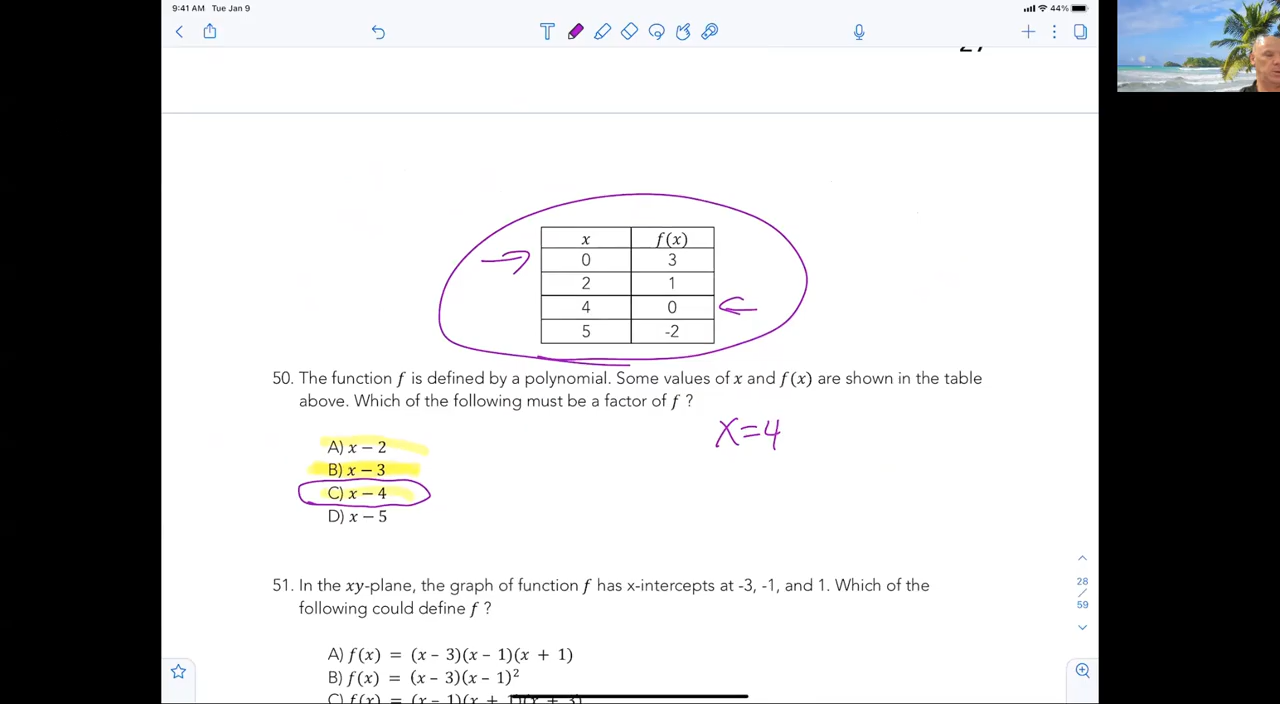 9:41 AM Tue Jan 9
44%
x f(x)
0 3
2 1
4 0
5 -2
50. The function f is defined by a polynomial. Some values of x and f(x) are shown in the table
above. Which of the following must be a factor of f ?
x=4
A) x – 2
B) x – 3
C) x – 4
D) x – 5
51. In the xy-plane, the graph of function f has x-intercepts at -3, -1, and 1. Which of the
following could define f ?
A) f(x) = (x – 3)(x – 1)(x + 1)
B) f(x) = (x – 3)(x – 1)²
28
/
59